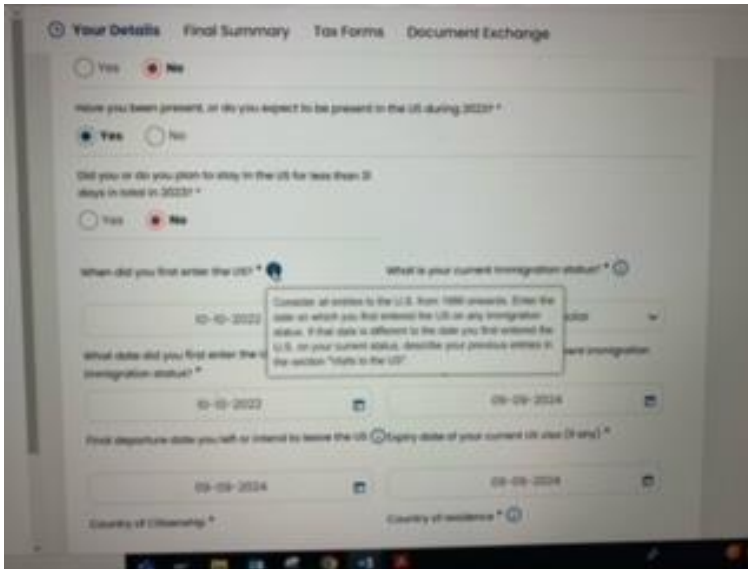 Your Details Final Summary Tax Forms Document Exchange
Yes No
Have you been present, or do you expect to be present in the US during 2023? *
Yes No
Did you or do you plan to stay in the US for less than 31
days in total in 2023? *
Yes No
When did you first enter the US? * What is your current immigration status? *
10-10-2022
Consider all entries to the U.S. from 1986 onwards. Enter the
date on which you first entered the US on any immigration
status. If that date is different to the date you first entered the
U.S. on your current status, describe your previous entries in
the section "Visits to the US"
What date did you first enter the immigration
immigration status? *
10-10-2022 09-09-2024
Final departure date you left or intend to leave the US Expiry date of your current US visa (if any) *
09-09-2024 09-09-2024
Country of Citizenship * Country of residence *